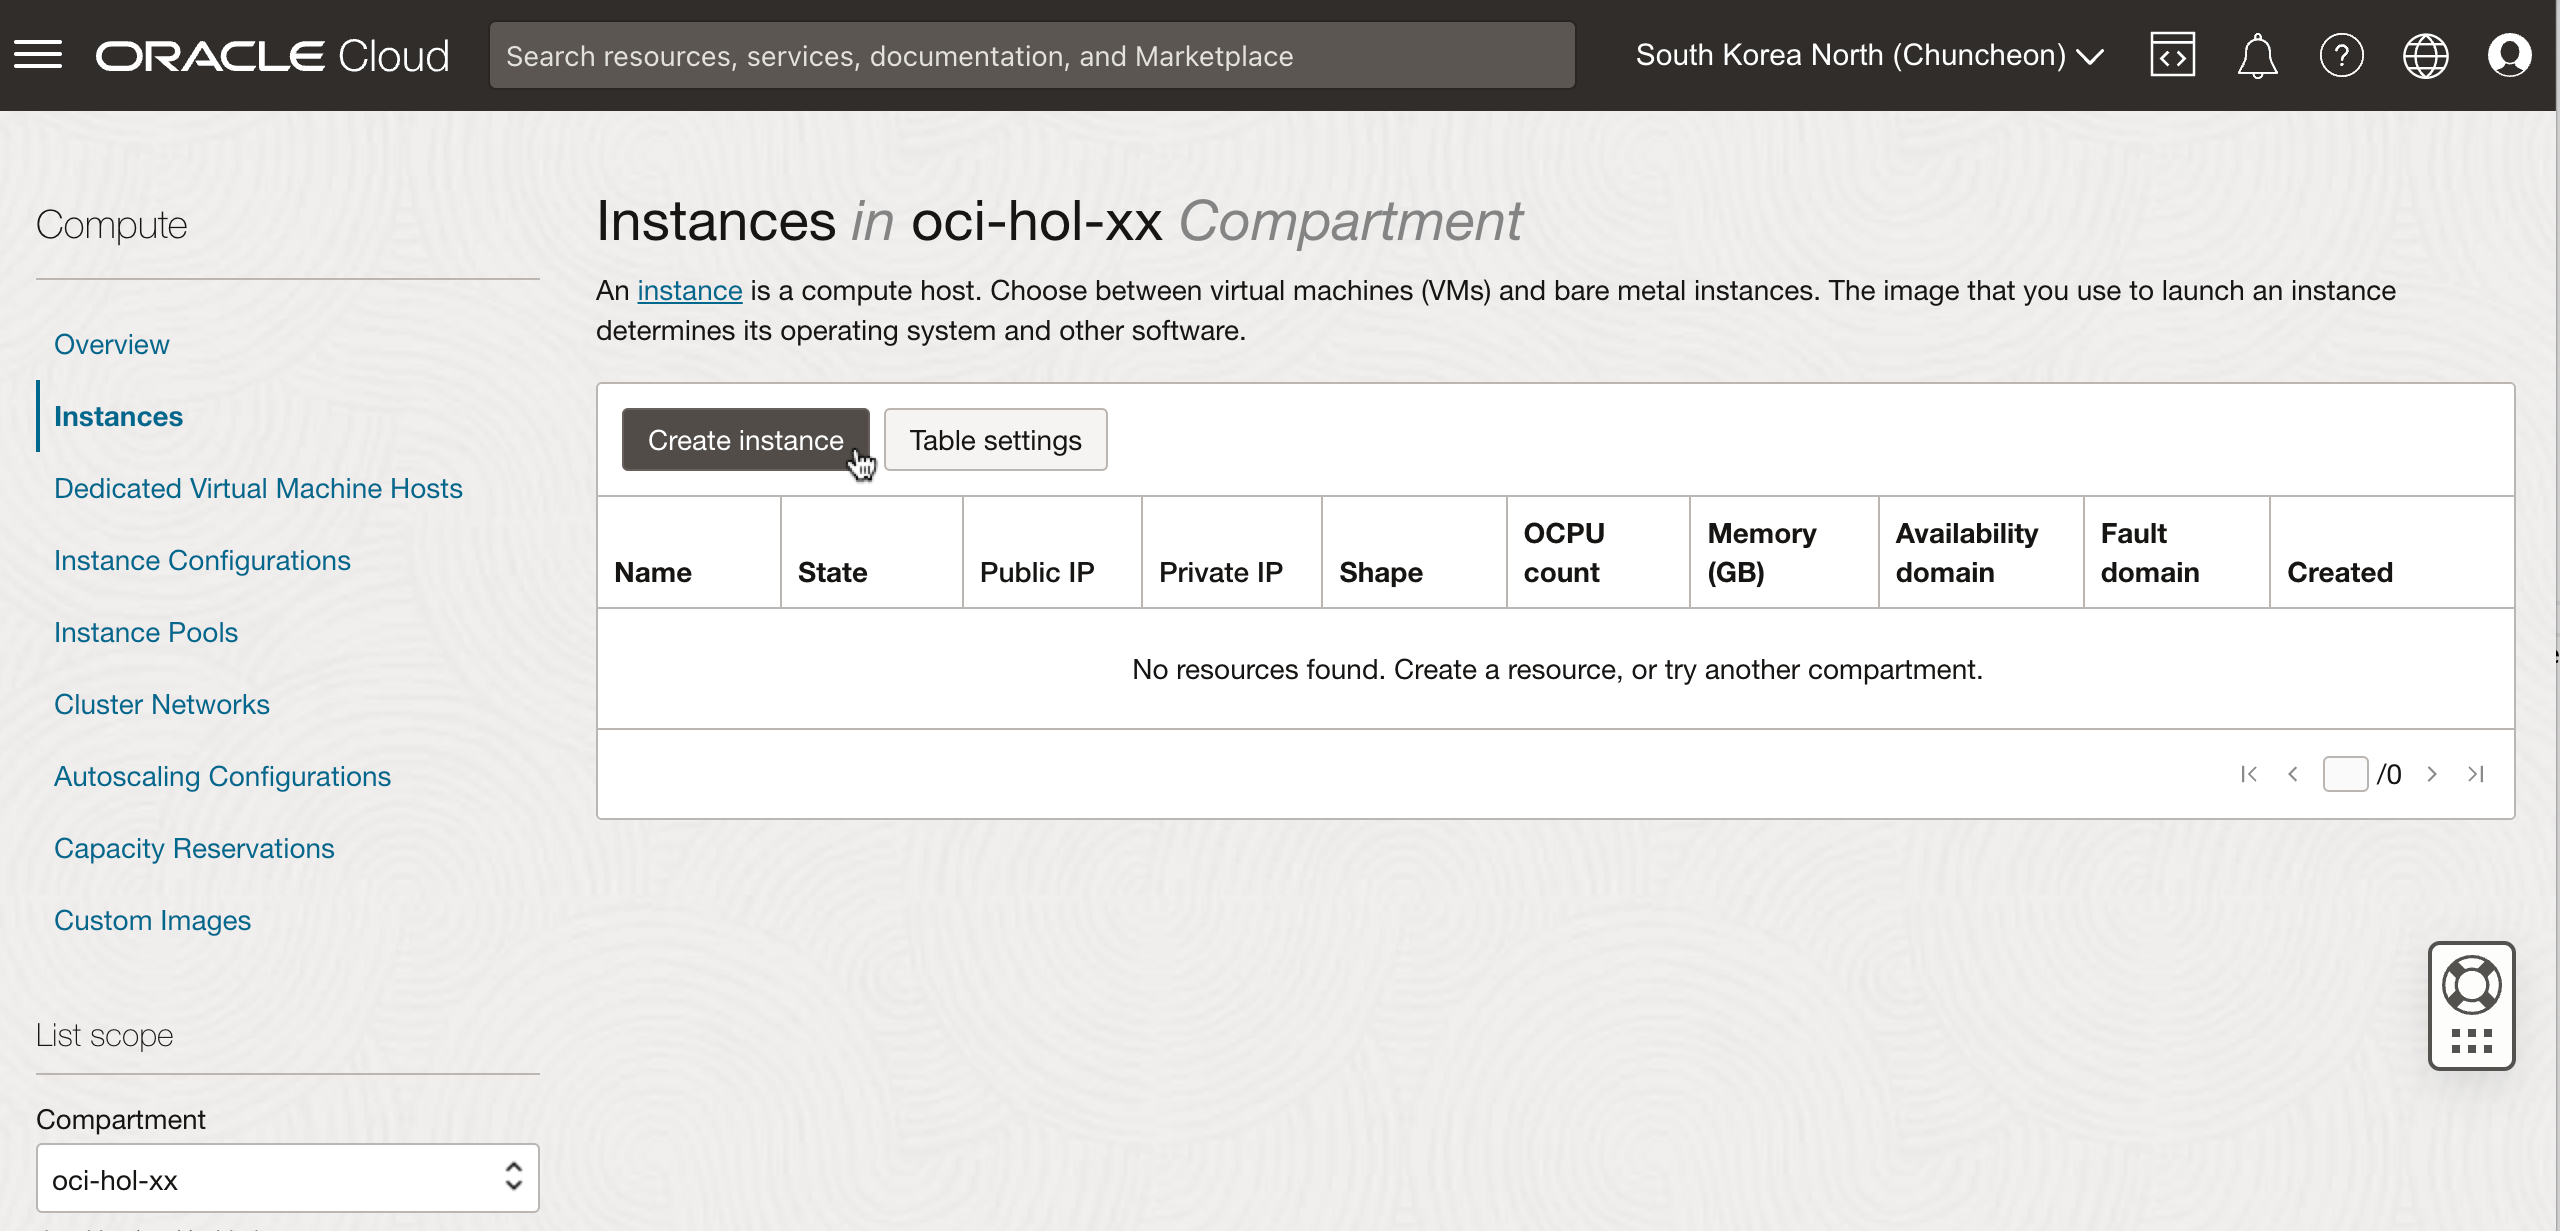 ORACLE Cloud
Search resources, services, documentation, and Marketplace
South Korea North (Chuncheon)
Compute
Overview
Instances
Dedicated Virtual Machine Hosts
Instance Configurations
Instance Pools
Cluster Networks
Autoscaling Configurations
Capacity Reservations
Custom Images
List scope
Compartment
oci-hol-xx
Instances in oci-hol-xx Compartment
An instance is a compute host. Choose between virtual machines (VMs) and bare metal instances. The image that you use to launch an instance
determines its operating system and other software.
Create instance
Table settings
Name State Public IP Private IP Shape OCPU count Memory (GB) Availability domain Fault domain Created
No resources found. Create a resource, or try another compartment.
/0